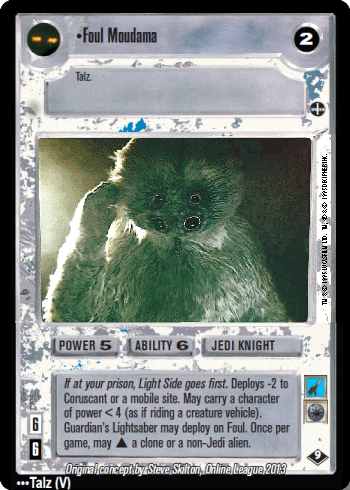 •Foul Moudama
2
Talz.
POWER 5
ABILITY 6
JEDI KNIGHT
If at your prison, Light Side goes first. Deploys -2 to
Coruscant or a mobile site. May carry a character
of power < 4 (as if riding a creature vehicle).
Guardian's Lightsaber may deploy on Foul. Once per
game, may ▲ a clone or a non-Jedi alien.
6
6
9
Original concept by Steve Skilton, Online League 2013
•••Talz (V)